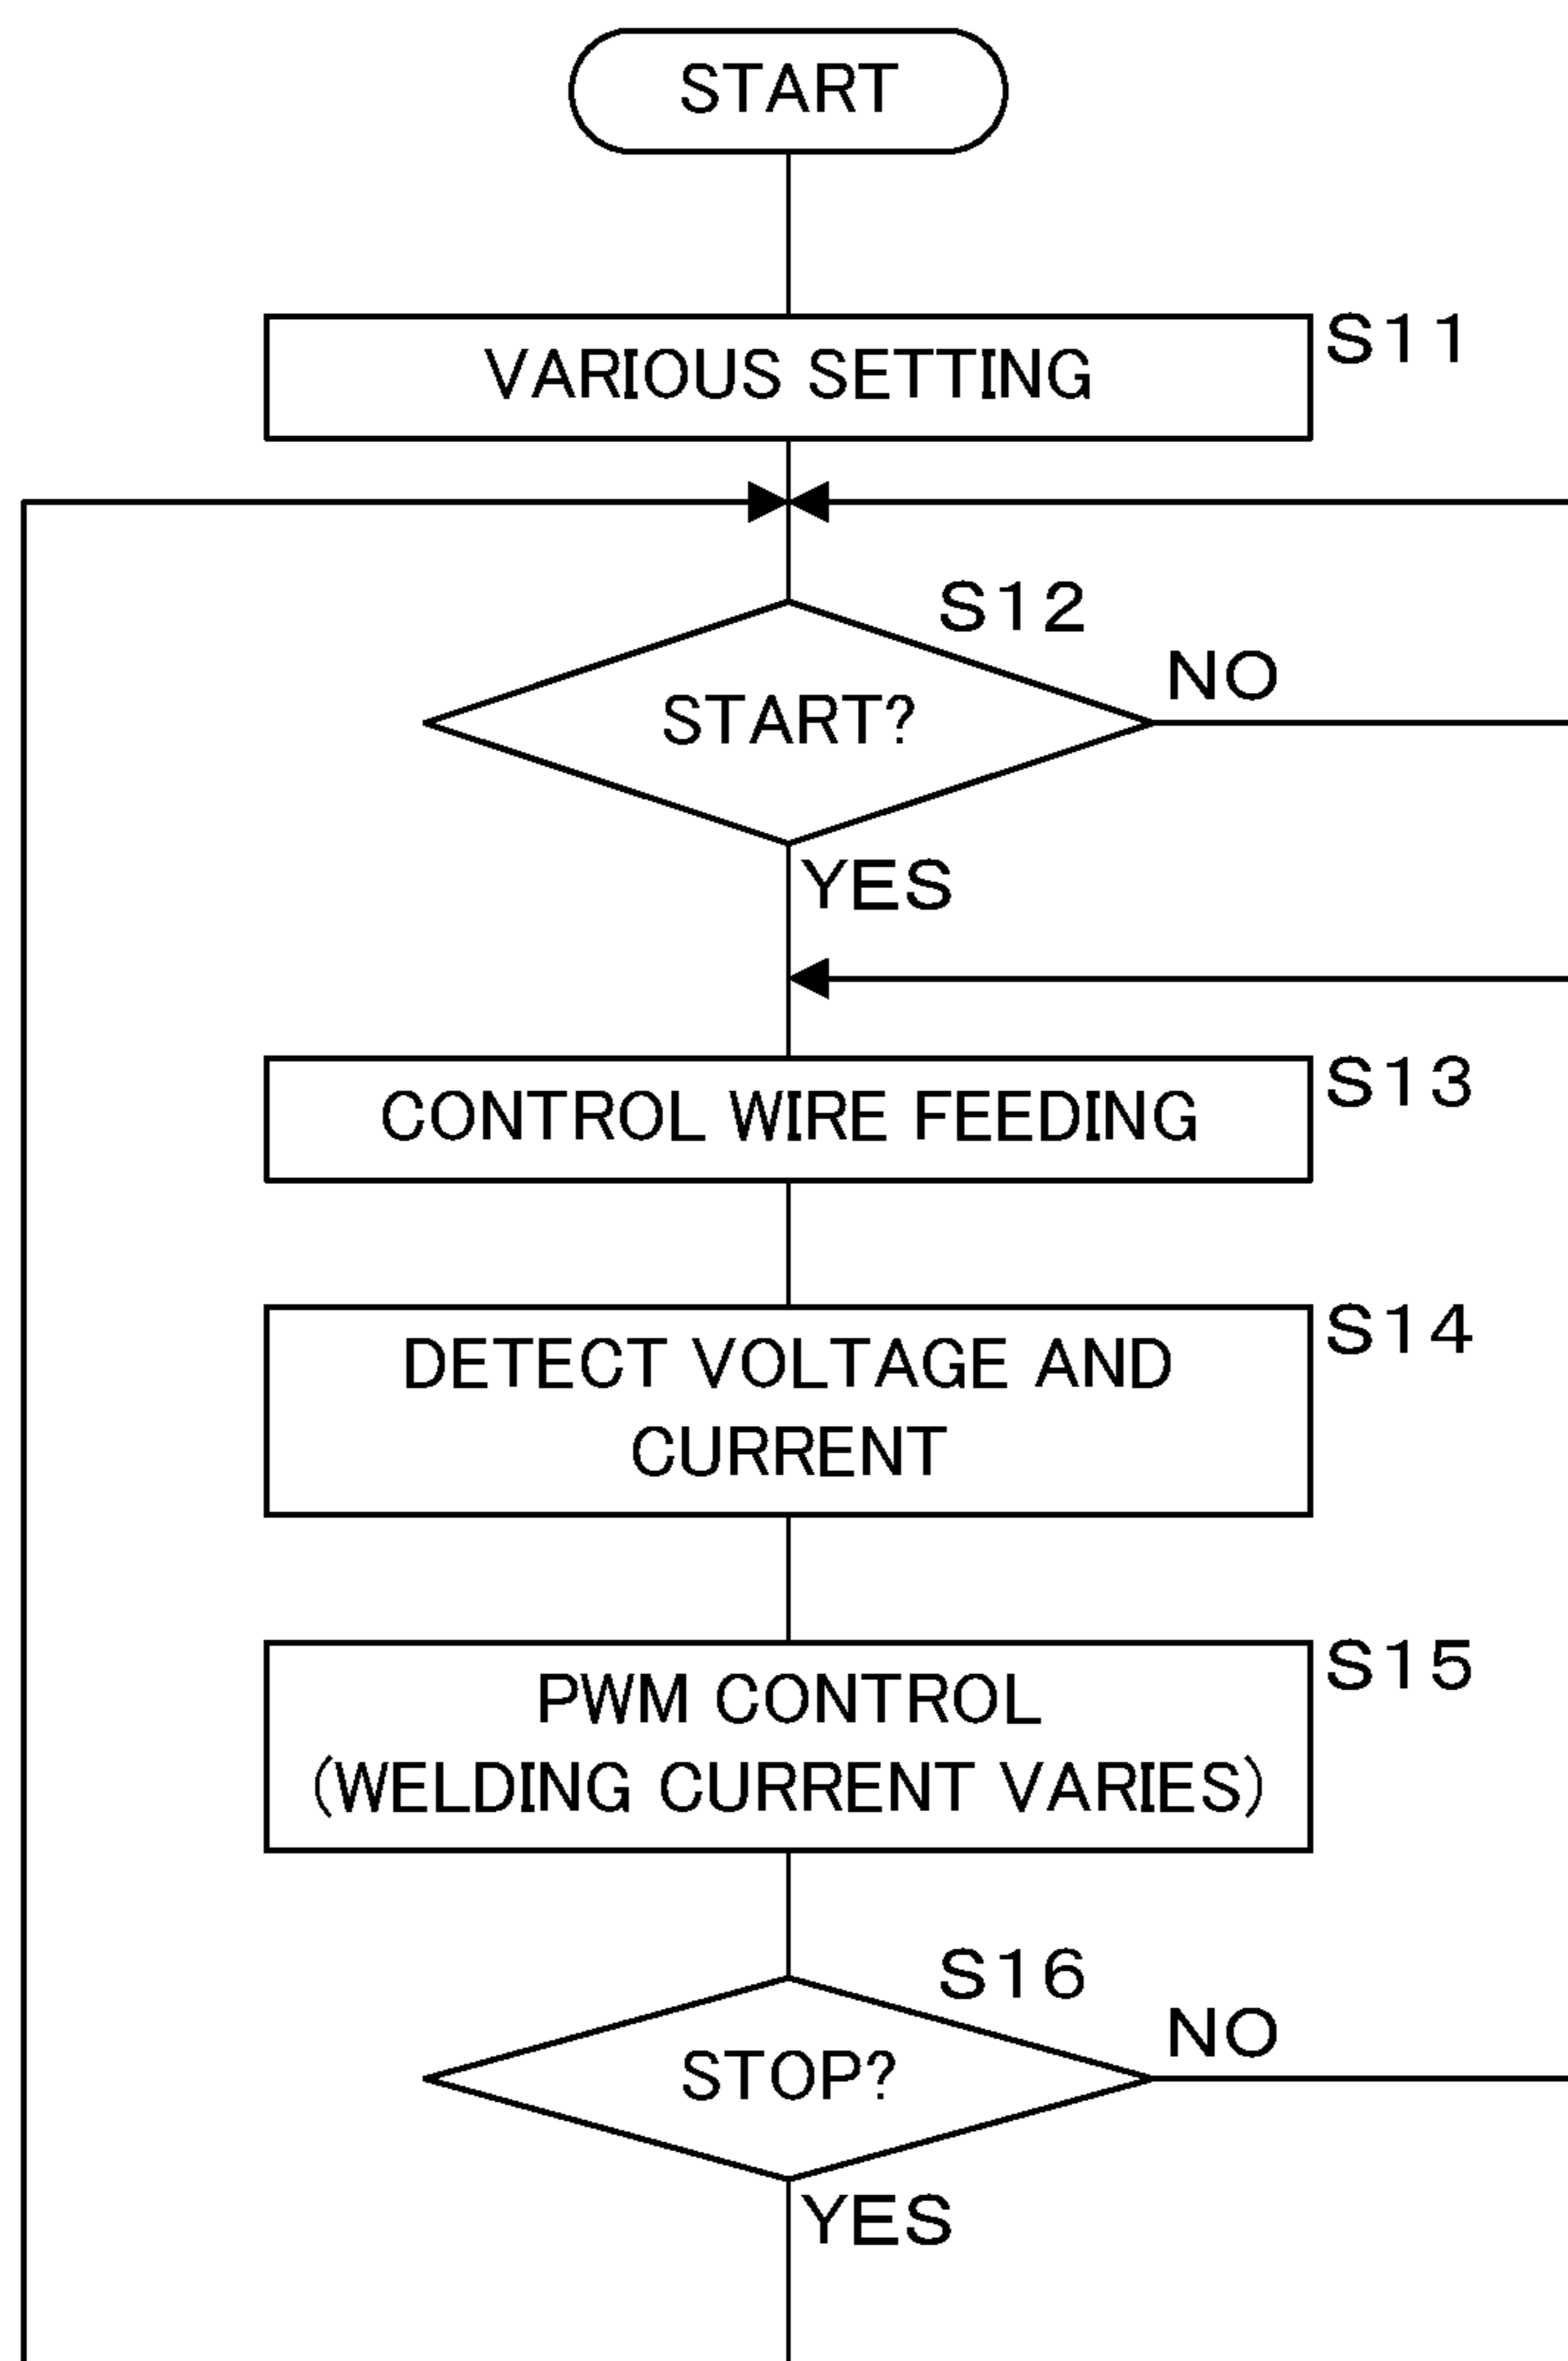 START
VARIOUS SETTING
S11
S12
START?
NO
YES
CONTROL WIRE FEEDING
S13
DETECT VOLTAGE AND
CURRENT
S14
PWM CONTROL
(WELDING CURRENT VARIES)
S15
S16
STOP?
NO
YES